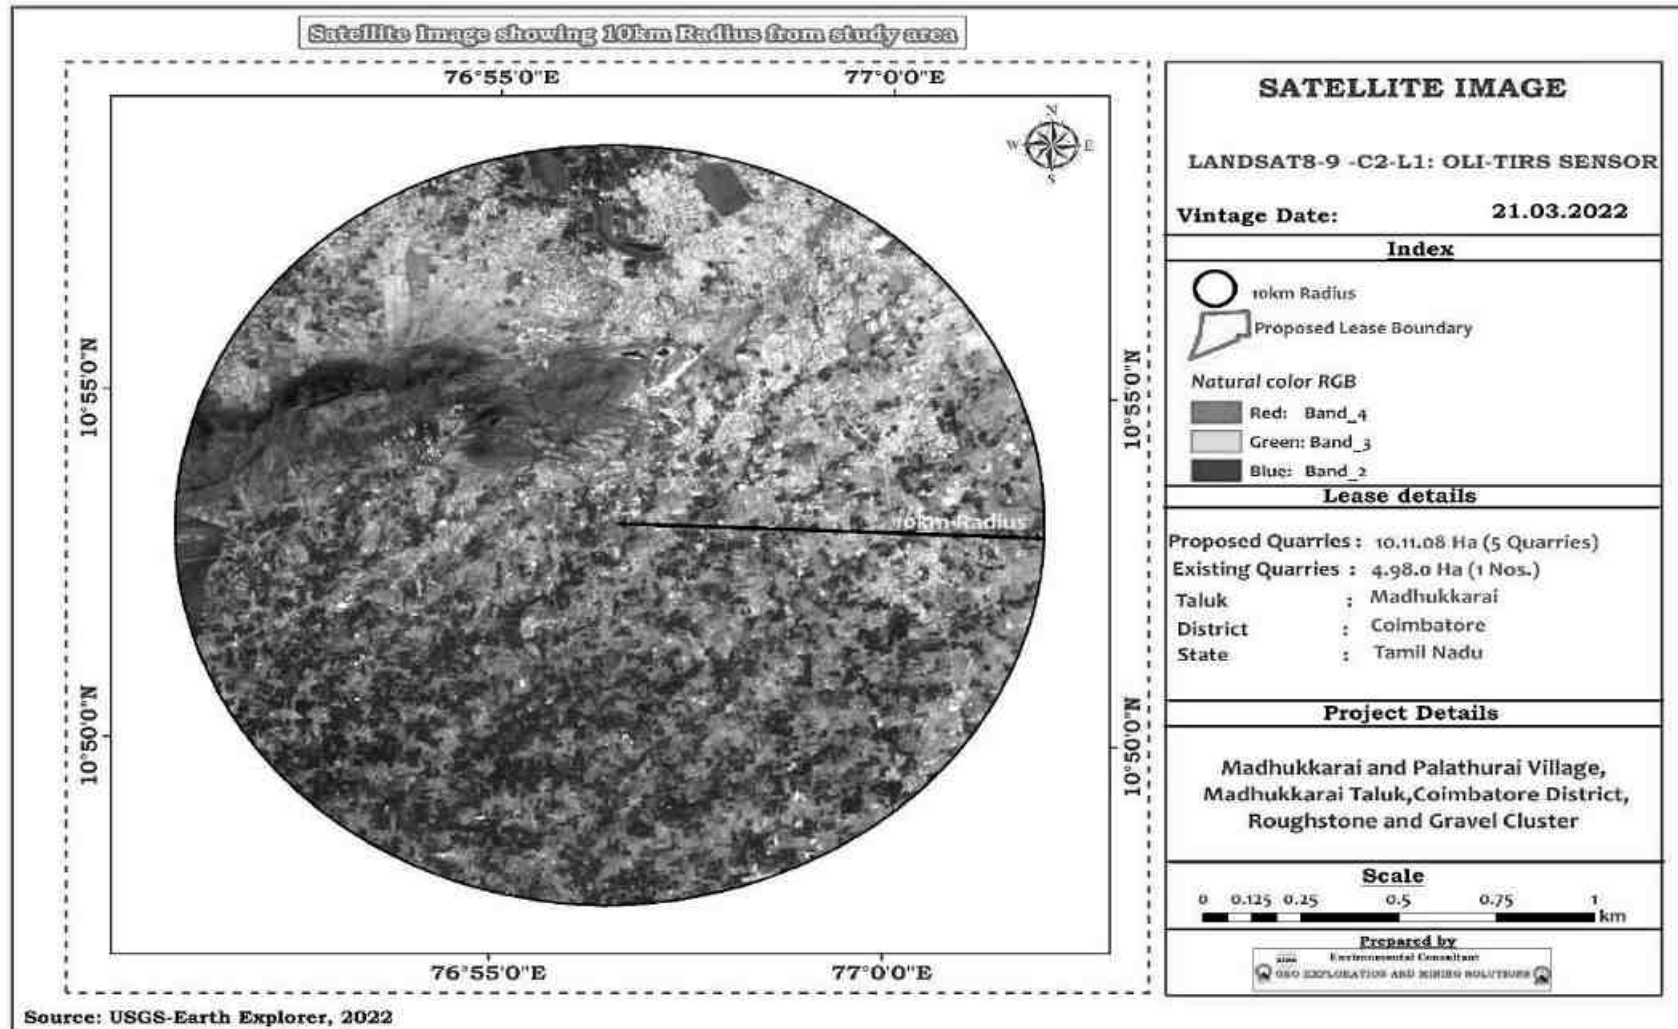 Satellite Image showing 10km Radius from study area
76°55'0"E 77°0'0"E
N
W E
S
10°55'0"N 10°55'0"N
10km Radius
10°50'0"N 10°50'0"N
76°55'0"E 77°0'0"E
Source: USGS-Earth Explorer, 2022
SATELLITE IMAGE
LANDSAT8-9 -C2-L1: OLI-TIRS SENSOR
Vintage Date: 21.03.2022
Index
10km Radius
Proposed Lease Boundary
Natural color RGB
Red: Band_4
Green: Band_3
Blue: Band_2
Lease details
Proposed Quarries : 10.11.08 Ha (5 Quarries)
Existing Quarries : 4.98.0 Ha (1 Nos.)
Taluk : Madhukkarai
District : Coimbatore
State : Tamil Nadu
Project Details
Madhukkarai and Palathurai Village,
Madhukkarai Taluk,Coimbatore District,
Roughstone and Gravel Cluster
Scale
0 0.125 0.25 0.5 0.75 1
km
Prepared by
Environmental Consultant
GEO EXPLORATION AND MINING SOLUTIONS